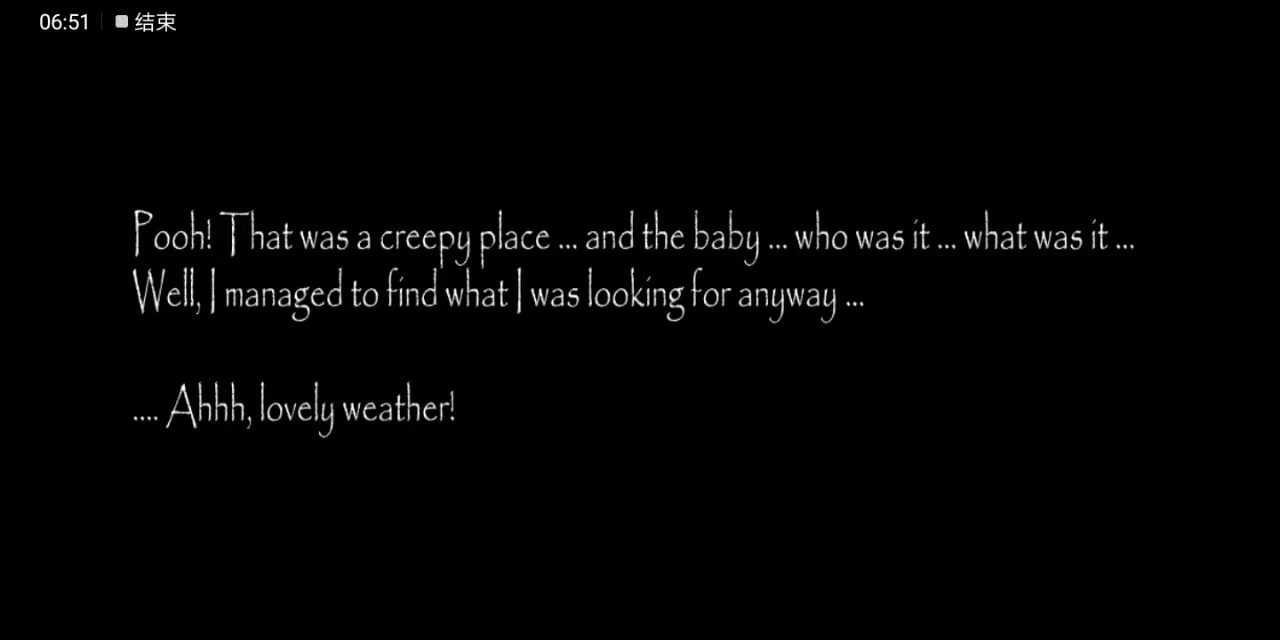 06:51 结束
Pooh! That was a creepy place ... and the baby ... who was it ... what was it ...
Well, I managed to find what I was looking for anyway ...
.... Ahhh, lovely weather!